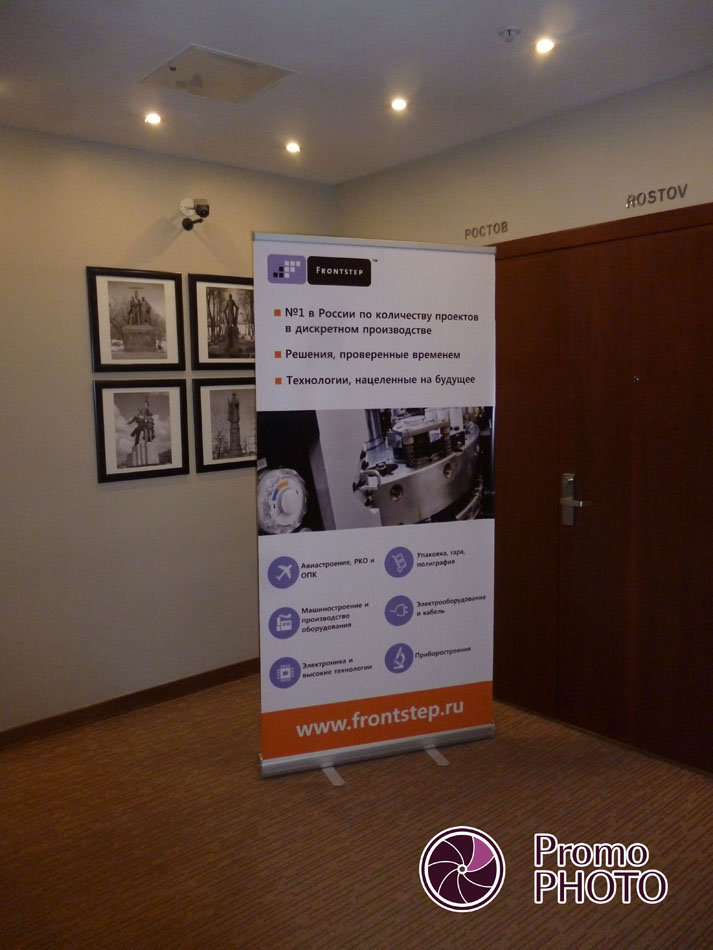 РОСТОВ
ROSTOV
FRONTSTEP™
№1 в России по количеству проектов
в дискретном производстве
Решения, проверенные временем
Технологии, нацеленные на будущее
Авиастроение, РКО и
ОПК
Машиностроение и
производство
оборудования
Электроника и
высокие технологии
Упаковка, тара,
полиграфия
Электрооборудование
и кабель
Приборостроение
www.frontstep.ru
Promo
PHOTO